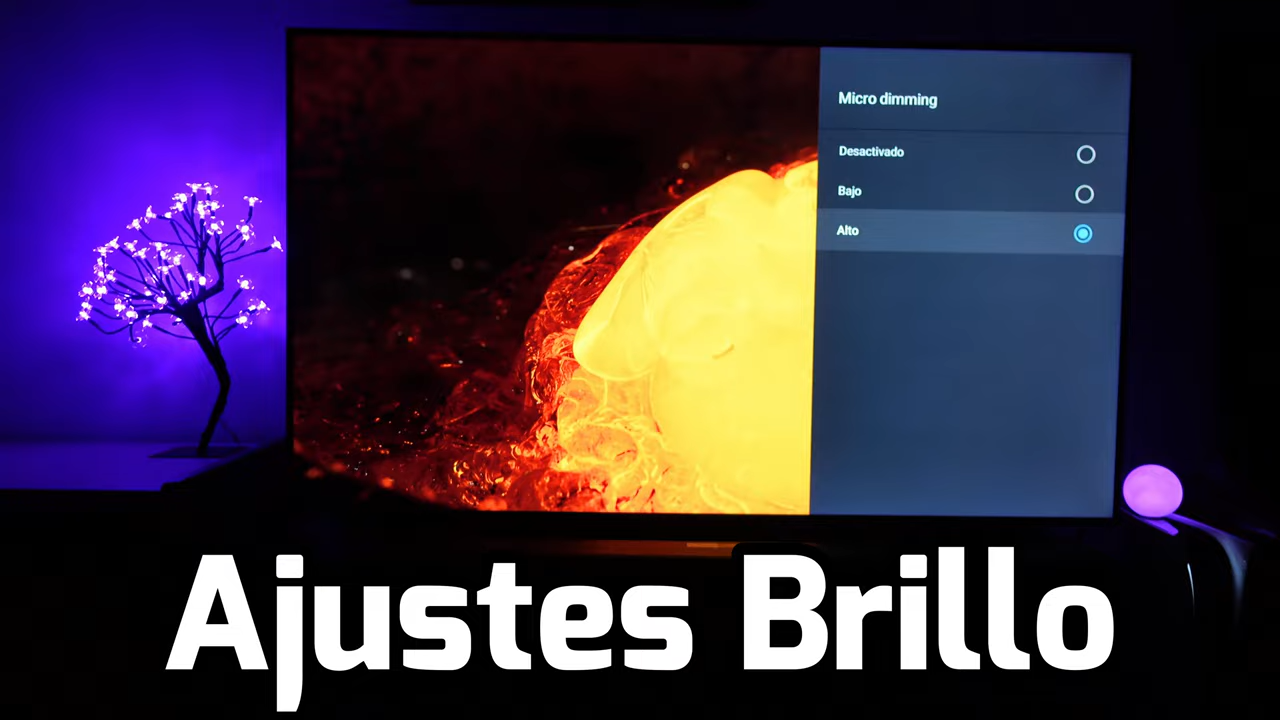 Micro dimming
Desactivado
Bajo
Alto
Ajustes Brillo